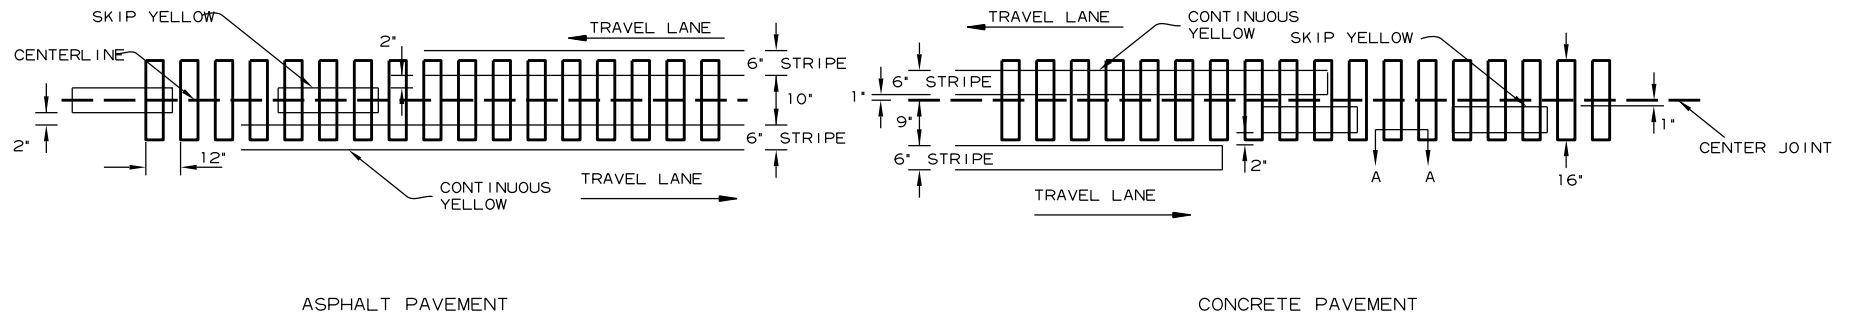 SKIP YELLOW
CENTERLINE
2"
TRAVEL LANE
6" STRIPE
10"
6" STRIPE
2"
12"
CONTINUOUS
YELLOW
TRAVEL LANE
ASPHALT PAVEMENT
TRAVEL LANE
CONTINUOUS
YELLOW
SKIP YELLOW
6" STRIPE
1"
9"
6" STRIPE
2"
A
A
16"
1"
CENTER JOINT
TRAVEL LANE
CONCRETE PAVEMENT